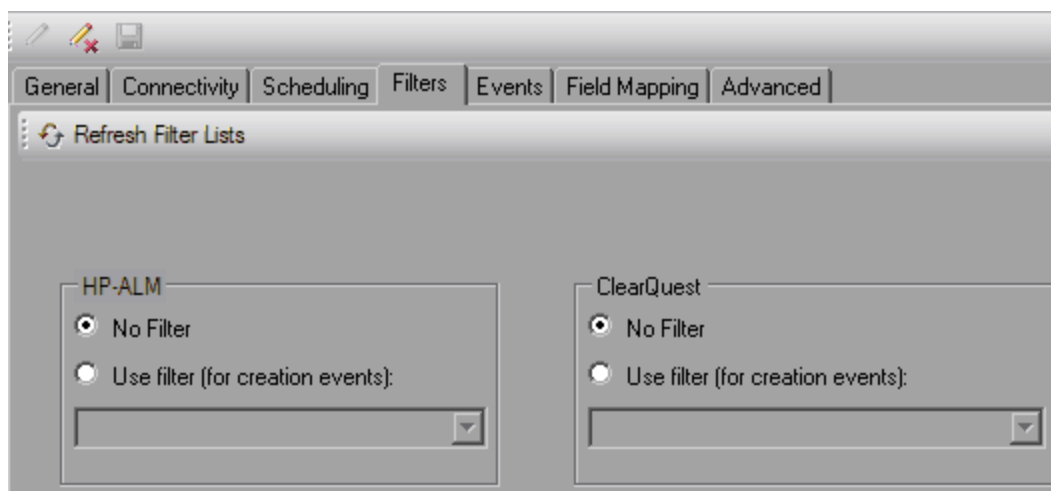 General Connectivity Scheduling Filters Events Field Mapping Advanced
Refresh Filter Lists
HP-ALM
No Filter
Use filter (for creation events):
ClearQuest
No Filter
Use filter (for creation events):